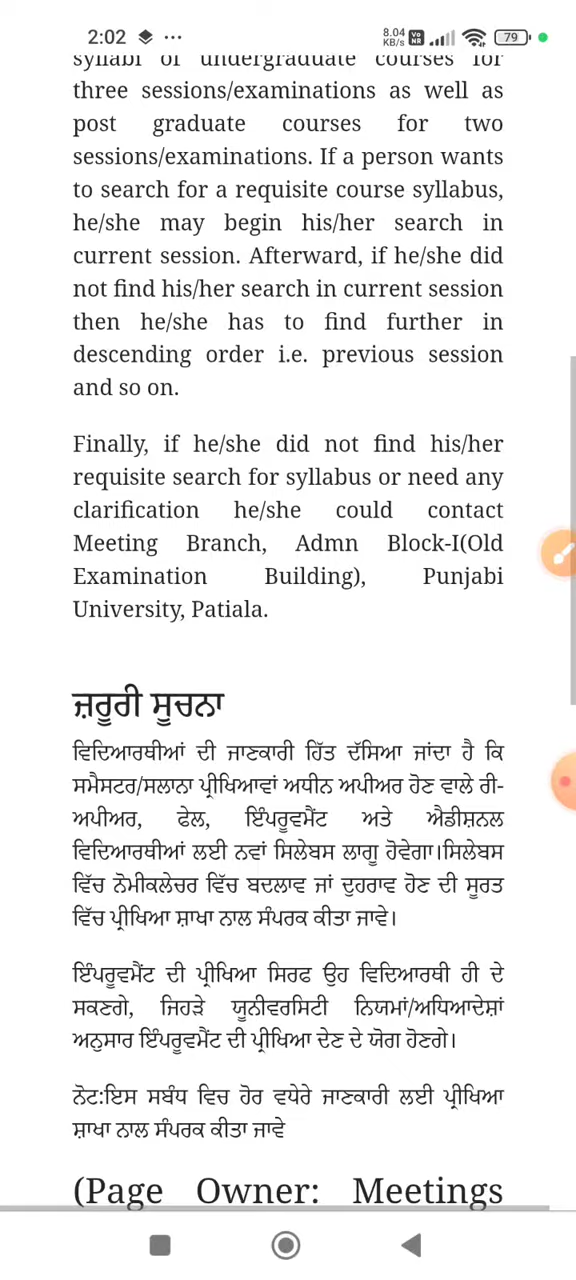 2:02
8.04
KB/s
Vo
NR
79
syllabi of undergraduate courses for
three sessions/examinations as well as
post graduate courses for two
sessions/examinations. If a person wants
to search for a requisite course syllabus,
he/she may begin his/her search in
current session. Afterward, if he/she did
not find his/her search in current session
then he/she has to find further in
descending order i.e. previous session
and so on.
Finally, if he/she did not find his/her
requisite search for syllabus or need any
clarification he/she could contact
Meeting Branch, Admn Block-I(Old
Examination Building), Punjabi
University, Patiala.
ਜ਼ਰੂਰੀ ਸੂਚਨਾ
ਵਿਦਿਆਰਥੀਆਂ ਦੀ ਜਾਣਕਾਰੀ ਹਿੱਤ ਦੱਸਿਆ ਜਾਂਦਾ ਹੈ ਕਿ
ਸਮੈਸਟਰ/ਸਲਾਨਾ ਪ੍ਰੀਖਿਆਵਾਂ ਅਧੀਨ ਅਪੀਅਰ ਹੋਣ ਵਾਲੇ ਰੀ-
ਅਪੀਅਰ, ਫੇਲ, ਇੰਪਰੂਵਮੈਂਟ ਅਤੇ ਐਡੀਸ਼ਨਲ
ਵਿਦਿਆਰਥੀਆਂ ਲਈ ਨਵਾਂ ਸਿਲੇਬਸ ਲਾਗੂ ਹੋਵੇਗਾ।ਸਿਲੇਬਸ
ਵਿੱਚ ਨੋਮੀਕਲੇਚਰ ਵਿੱਚ ਬਦਲਾਵ ਜਾਂ ਦੁਹਰਾਵ ਹੋਣ ਦੀ ਸੂਰਤ
ਵਿੱਚ ਪ੍ਰੀਖਿਆ ਸ਼ਾਖਾ ਨਾਲ ਸੰਪਰਕ ਕੀਤਾ ਜਾਵੇ।
ਇੰਪਰੂਵਮੈਂਟ ਦੀ ਪ੍ਰੀਖਿਆ ਸਿਰਫ ਉਹ ਵਿਦਿਆਰਥੀ ਹੀ ਦੇ
ਸਕਣਗੇ, ਜਿਹੜੇ ਯੂਨੀਵਰਸਿਟੀ ਨਿਯਮਾਂ/ਅਧਿਆਦੇਸ਼ਾਂ
ਅਨੁਸਾਰ ਇੰਪਰੂਵਮੈਂਟ ਦੀ ਪ੍ਰੀਖਿਆ ਦੇਣ ਦੇ ਯੋਗ ਹੋਣਗੇ।
ਨੋਟ:ਇਸ ਸਬੰਧ ਵਿਚ ਹੋਰ ਵਧੇਰੇ ਜਾਣਕਾਰੀ ਲਈ ਪ੍ਰੀਖਿਆ
ਸ਼ਾਖਾ ਨਾਲ ਸੰਪਰਕ ਕੀਤਾ ਜਾਵੇ
(Page Owner: Meetings